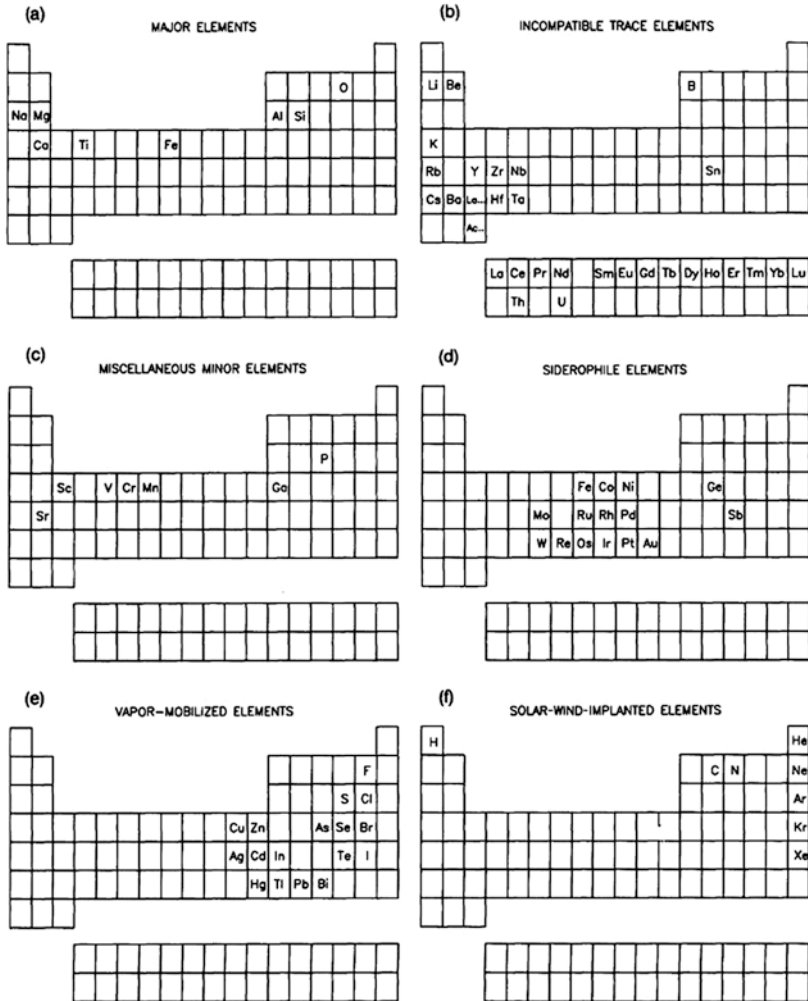 (a)
MAJOR ELEMENTS
O
Na Mg Al Si
Ca Ti Fe
(b)
INCOMPATIBLE TRACE ELEMENTS
Li Be B
K
Rb Y Zr Nb Sn
Cs Ba La... Hf Ta
Ac...
La Ce Pr Nd Sm Eu Gd Tb Dy Ho Er Tm Yb Lu
Th U
(c)
MISCELLANEOUS MINOR ELEMENTS
P
Sc V Cr Mn Ga
Sr
(d)
SIDEROPHILE ELEMENTS
Fe Co Ni Ge
Mo Ru Rh Pd Sb
W Re Os Ir Pt Au
(e)
VAPOR-MOBILIZED ELEMENTS
F
S Cl
Cu Zn As Se Br
Ag Cd In Te I
Hg Tl Pb Bi
(f)
SOLAR-WIND-IMPLANTED ELEMENTS
H He
C N Ne
Ar
Kr
Xe